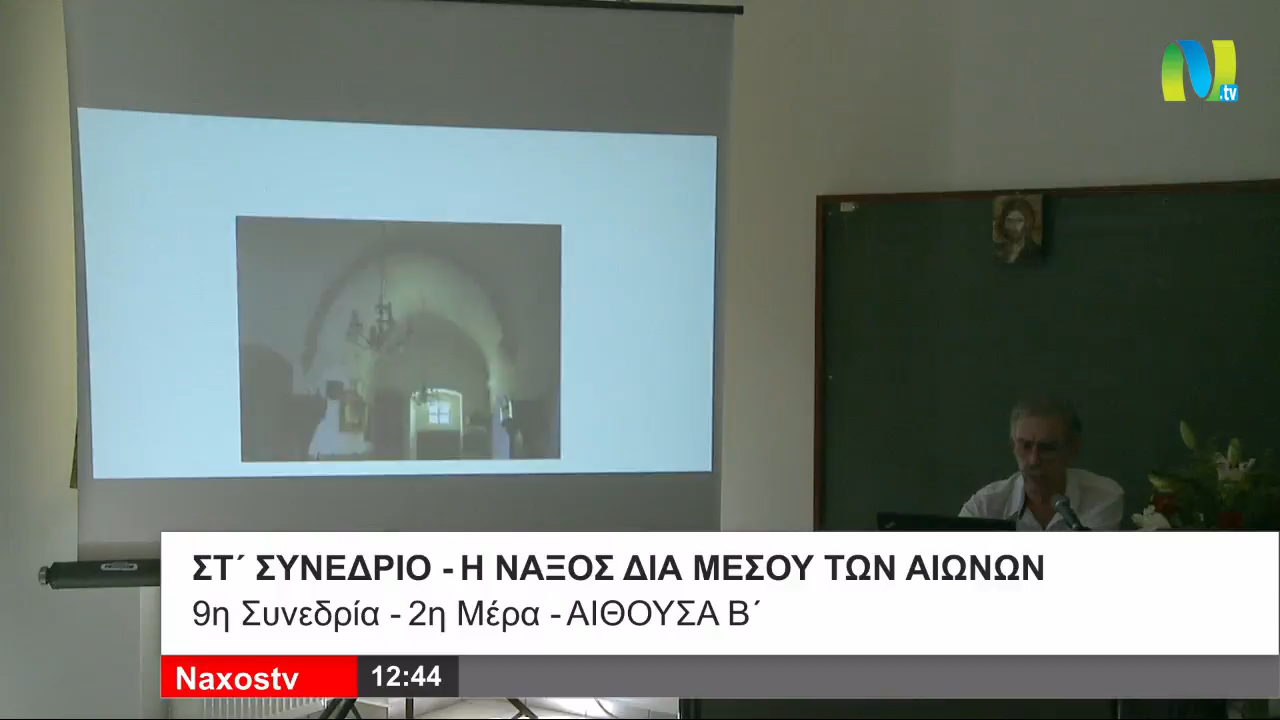 N.tv
ΣΤ΄ ΣΥΝΕΔΡΙΟ - Η ΝΑΞΟΣ ΔΙΑ ΜΕΣΟΥ ΤΩΝ ΑΙΩΝΩΝ
9η Συνεδρία - 2η Μέρα - ΑΙΘΟΥΣΑ Β΄
Naxostv 12:44